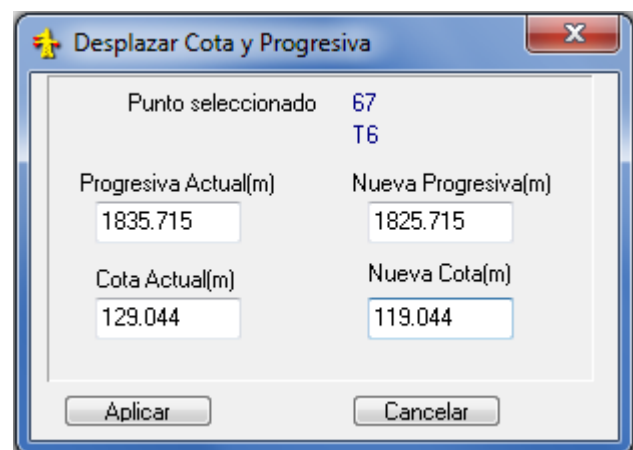 Desplazar Cota y Progresiva
Punto seleccionado 67
T6
Progresiva Actual(m) Nueva Progresiva(m)
1835.715 1825.715
Cota Actual(m) Nueva Cota(m)
129.044 119.044
Aplicar Cancelar